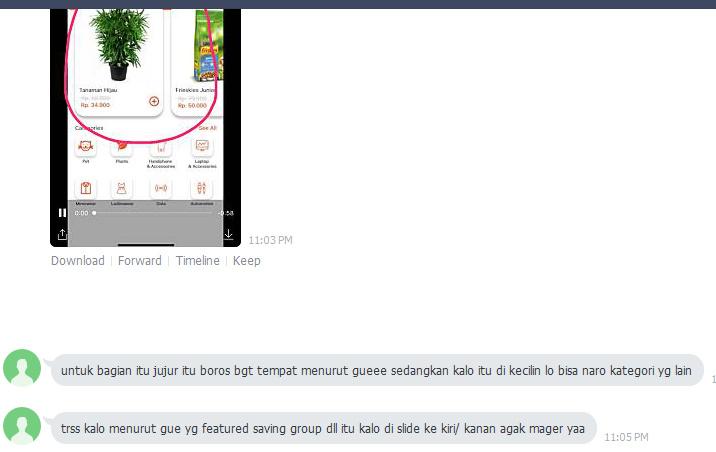 Tanaman Hijau
Frieskies Junior
Rp. 34.900
Rp. 50.000
Categories
See All
Pet
Plants
Handphone
& Accessories
Laptop
& Accessories
Menswear
Ladieswear
Data
Automotive
0:00
-0:58
11:03 PM
Download | Forward | Timeline | Keep
untuk bagian itu jujur itu boros bgt tempat menurut gueee sedangkan kalo itu di kecilin lo bisa naro kategori yg lain
trss kalo menurut gue yg featured saving group dll itu kalo di slide ke kiri/ kanan agak mager yaa
11:05 PM